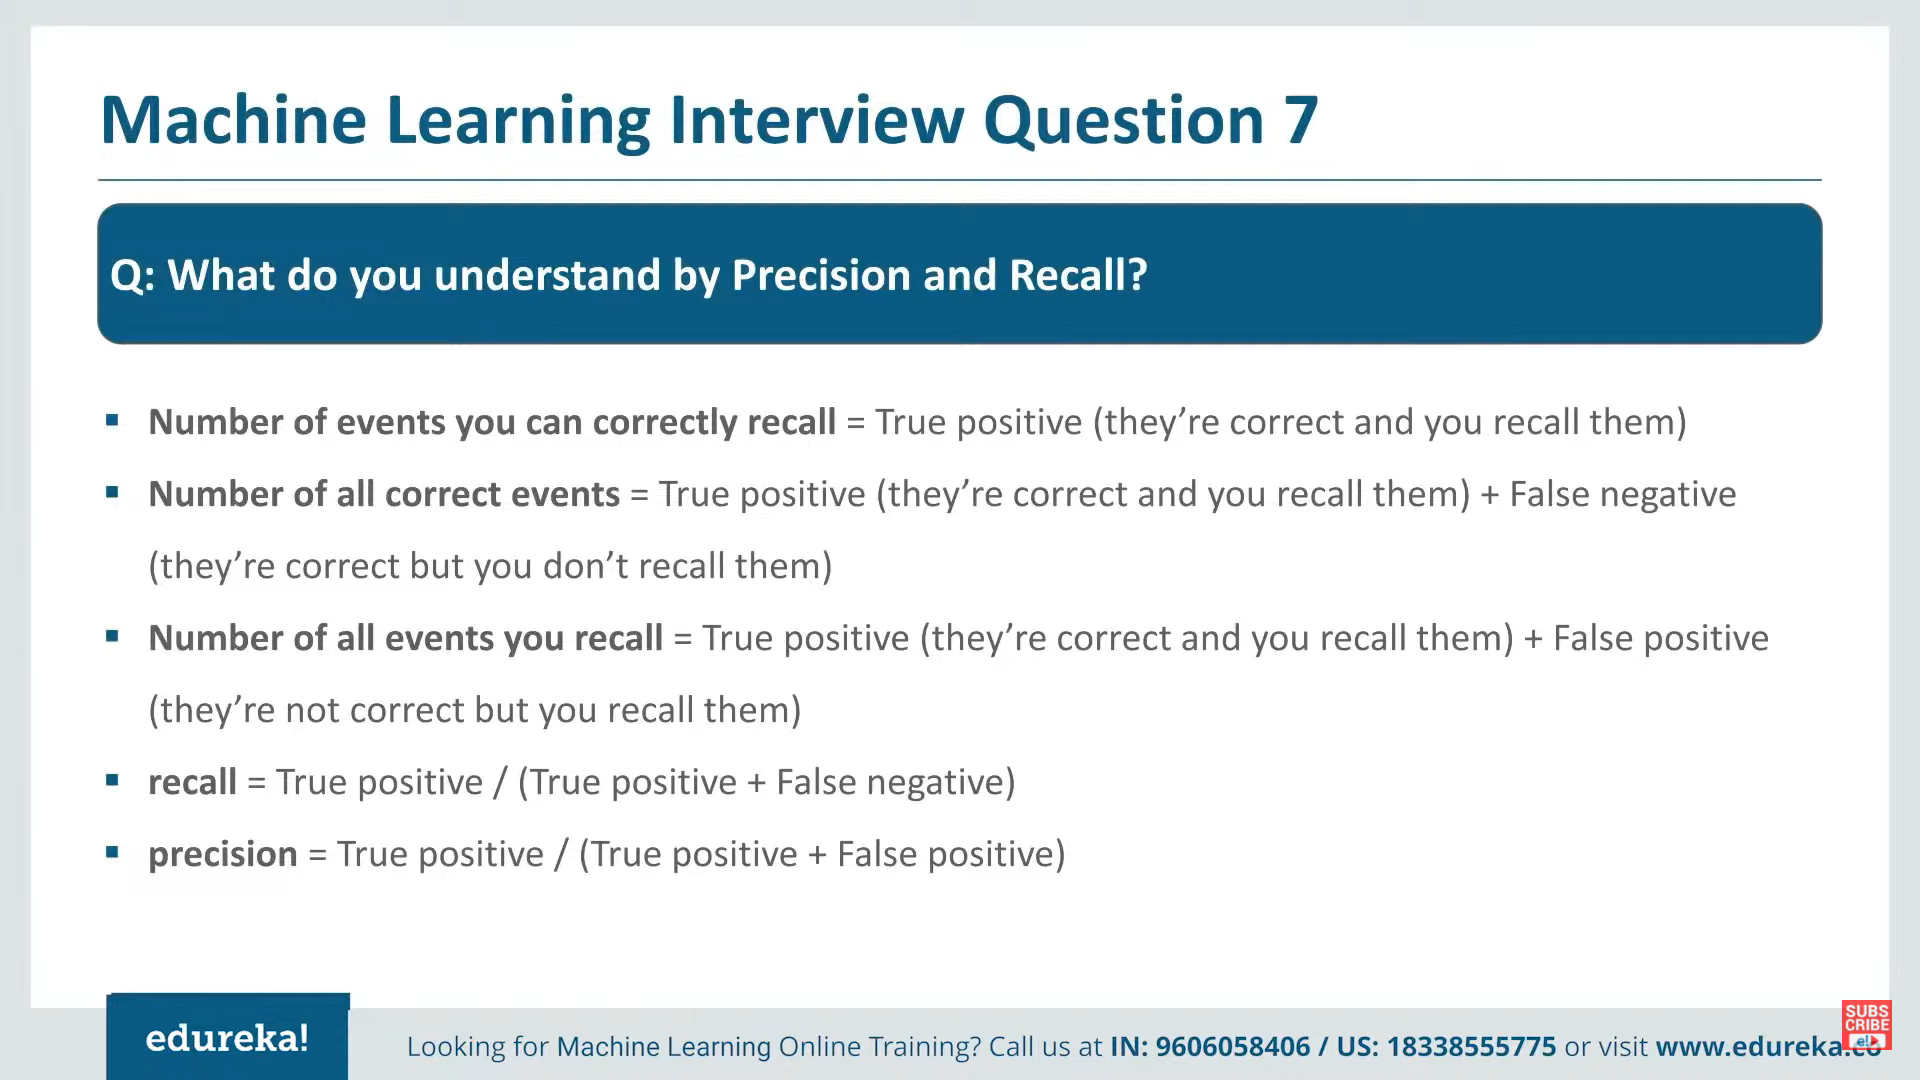 Machine Learning Interview Question 7
Q: What do you understand by Precision and Recall?
▪ Number of events you can correctly recall = True positive (they’re correct and you recall them)
▪ Number of all correct events = True positive (they’re correct and you recall them) + False negative
(they’re correct but you don’t recall them)
▪ Number of all events you recall = True positive (they’re correct and you recall them) + False positive
(they’re not correct but you recall them)
▪ recall = True positive / (True positive + False negative)
▪ precision = True positive / (True positive + False positive)
edureka!
Looking for Machine Learning Online Training? Call us at IN: 9606058406 / US: 18338555775 or visit www.edureka.co
SUBS
CRIBE
e!